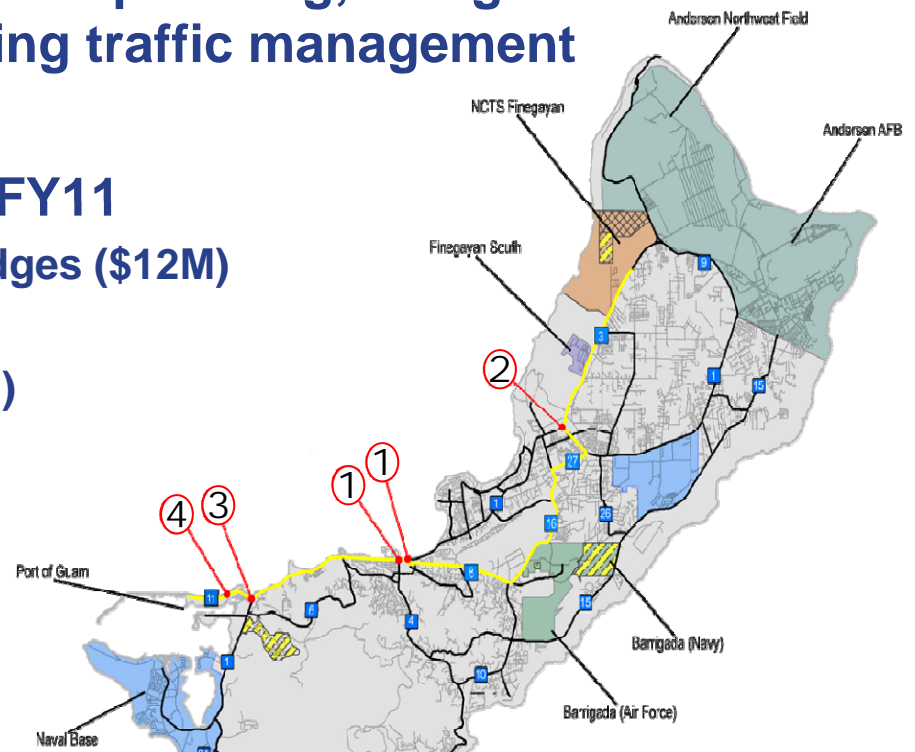 ing traffic management
FY11
dges ($12M)
)
Andersen Northwest Field
NCTS Finegayan
Andersen AFB
Finegayan South
9
3
1
15
2
27
1
1
1
16
26
4
3
Port of Guam
11
8
6
4
15
Barrigada (Navy)
1
10
Barrigada (Air Force)
Naval Base